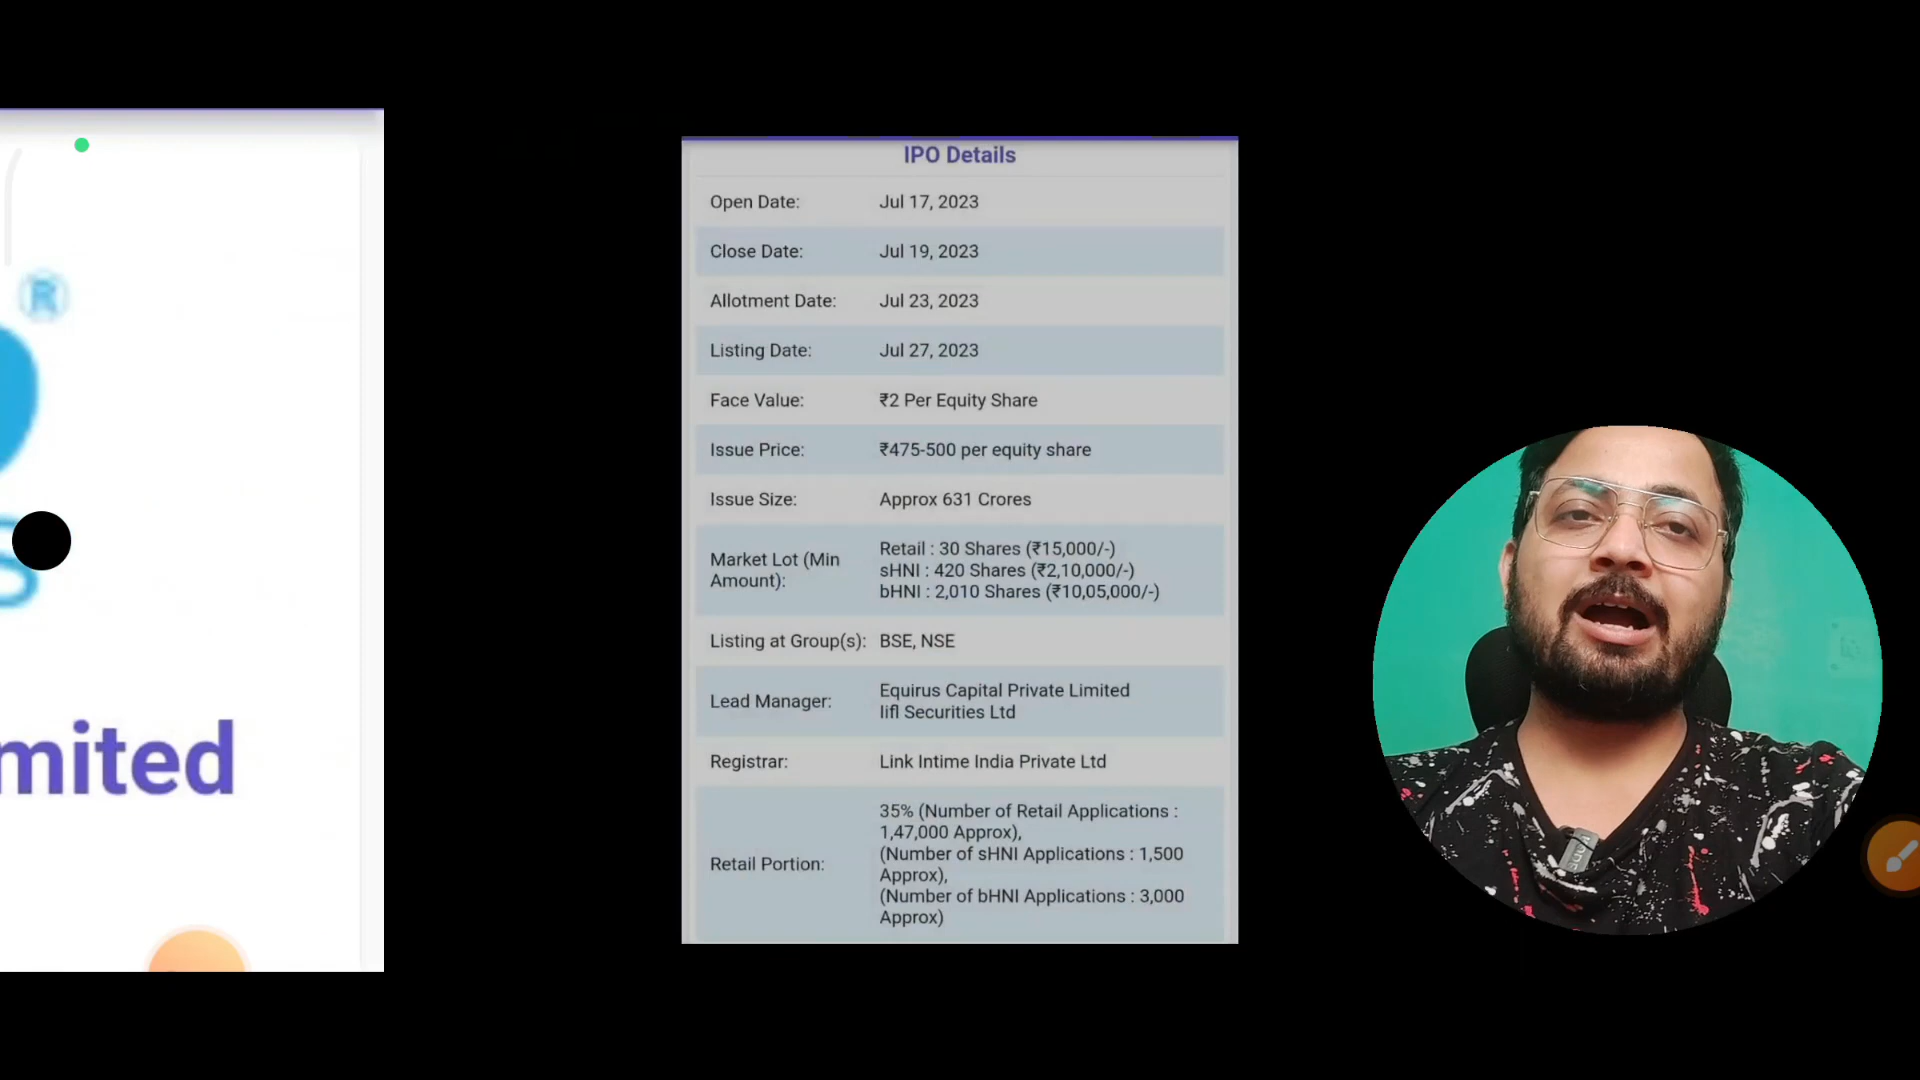 ®
s
mited
IPO Details
Open Date: Jul 17, 2023
Close Date: Jul 19, 2023
Allotment Date: Jul 23, 2023
Listing Date: Jul 27, 2023
Face Value: ₹2 Per Equity Share
Issue Price: ₹475-500 per equity share
Issue Size: Approx 631 Crores
Market Lot (Min
Amount):
Retail : 30 Shares (₹15,000/-)
sHNI : 420 Shares (₹2,10,000/-)
bHNI : 2,010 Shares (₹10,05,000/-)
Listing at Group(s): BSE, NSE
Lead Manager:
Equirus Capital Private Limited
Iifl Securities Ltd
Registrar: Link Intime India Private Ltd
Retail Portion:
35% (Number of Retail Applications :
1,47,000 Approx),
(Number of sHNI Applications : 1,500
Approx),
(Number of bHNI Applications : 3,000
Approx)